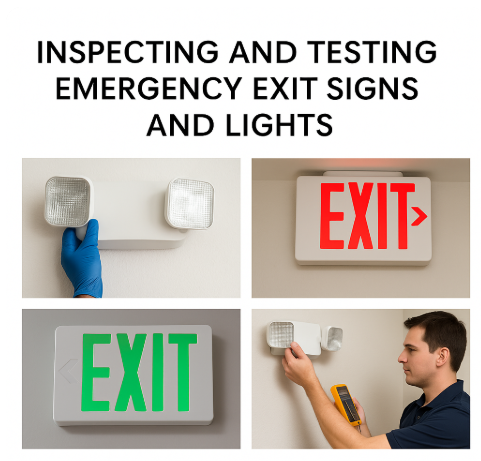 INSPECTING AND TESTING
EMERGENCY EXIT SIGNS
AND LIGHTS
EXIT
EXIT